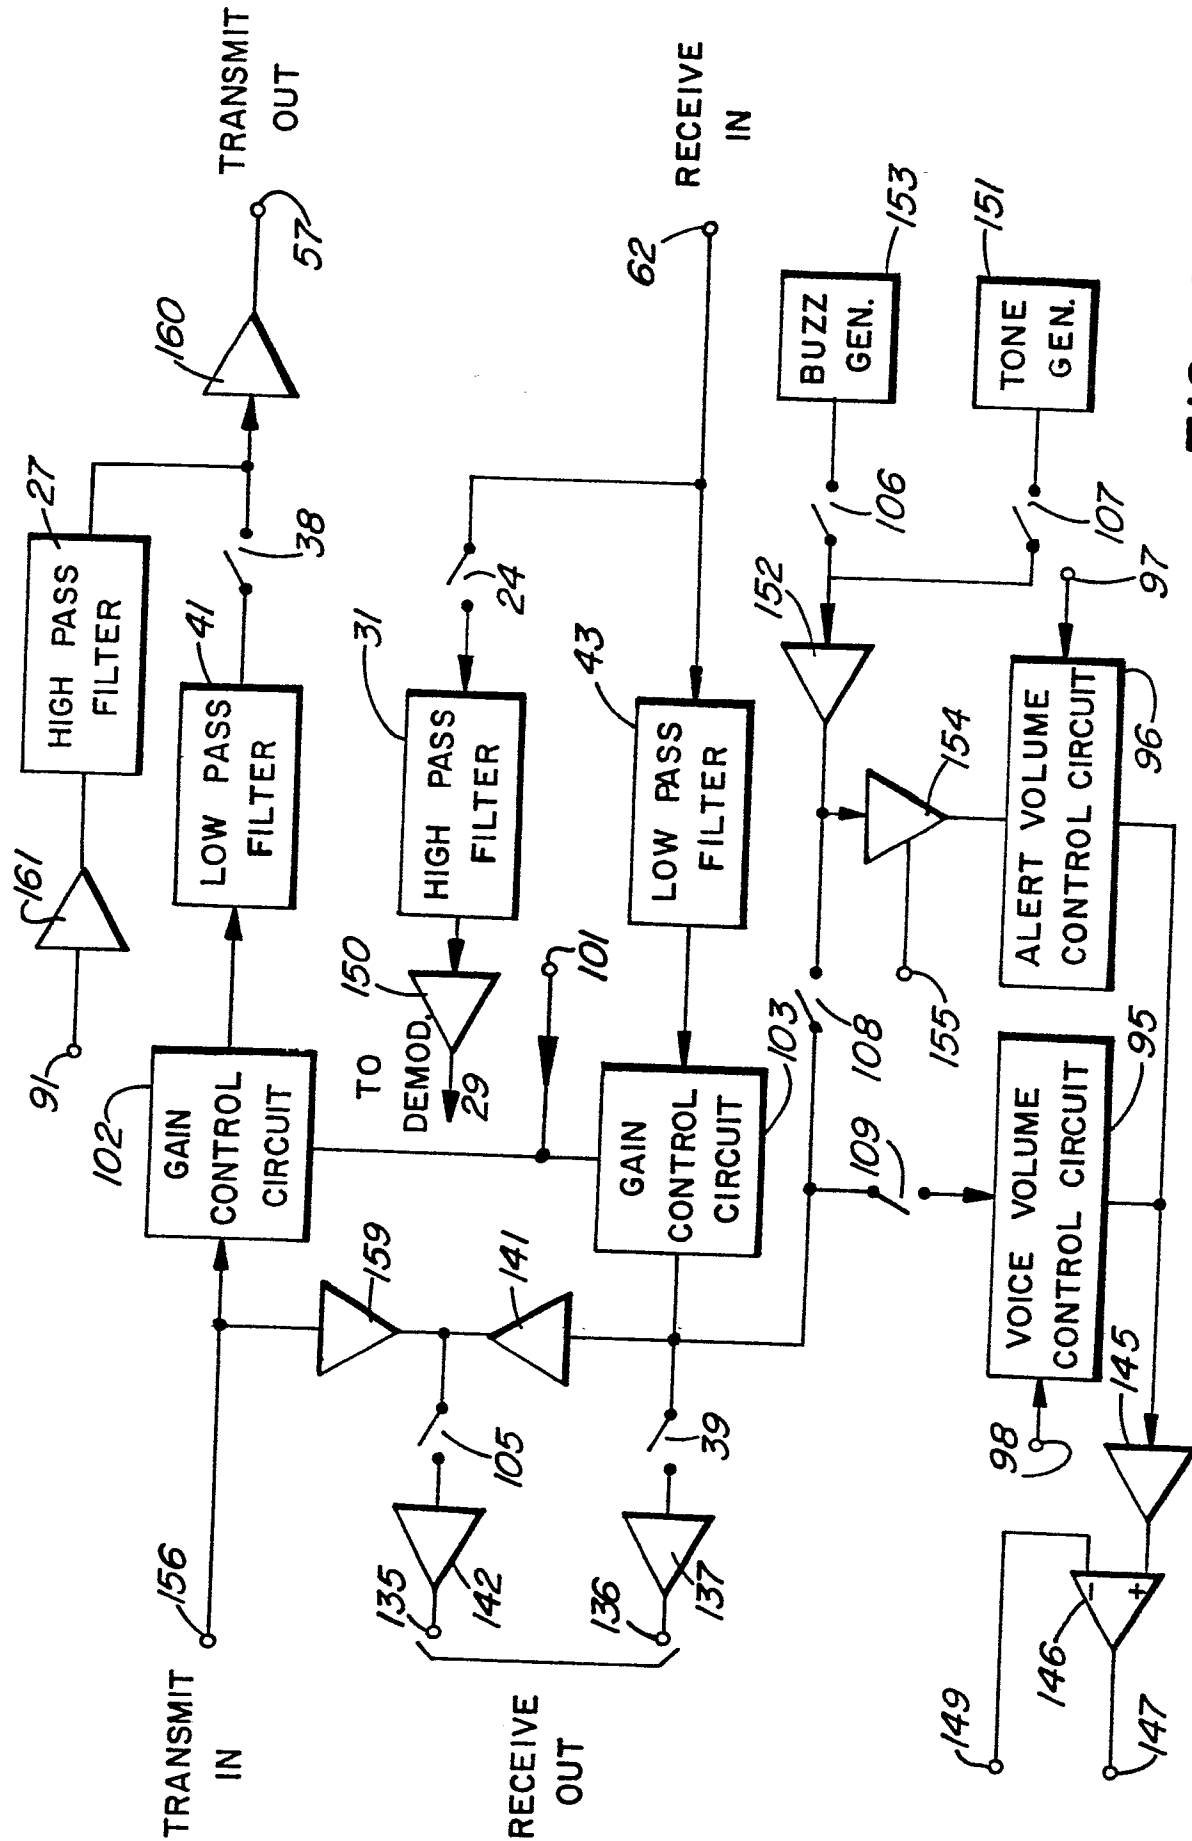 TRANSMIT
OUT
57
160
27
HIGH PASS
FILTER
161
91
38
41
LOW PASS
FILTER
102
GAIN
CONTROL
CIRCUIT
156
TRANSMIT
IN
RECEIVE
IN
62
24
31
HIGH PASS
FILTER
150
TO
DEMOD.
29
101
43
LOW PASS
FILTER
103
GAIN
CONTROL
CIRCUIT
159
141
105
39
142
137
135
136
RECEIVE
OUT
153
BUZZ
GEN.
151
TONE
GEN.
106
107
97
152
154
155
108
109
ALERT VOLUME
CONTROL CIRCUIT
96
VOICE VOLUME
CONTROL CIRCUIT
95
98
145
146
-
+
149
147